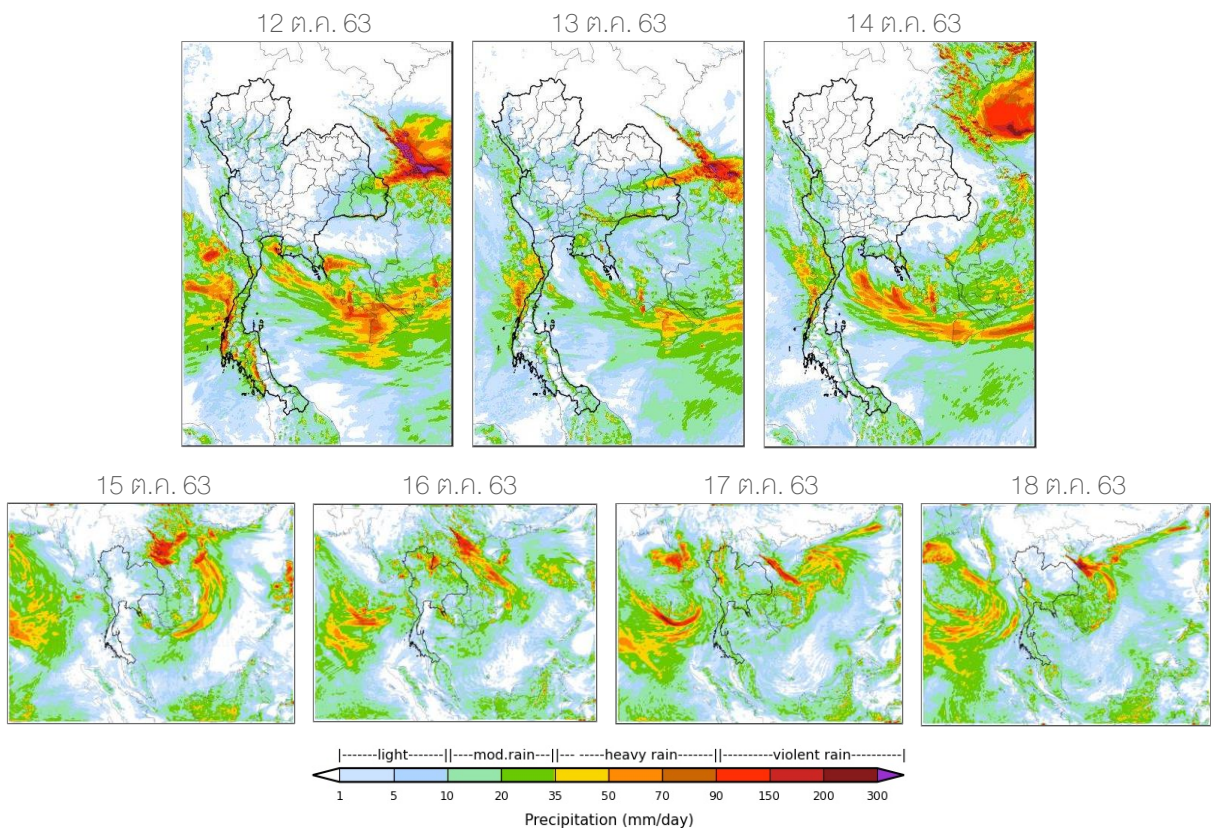 12 ต.ค. 63
13 ต.ค. 63
14 ต.ค. 63
15 ต.ค. 63
16 ต.ค. 63
17 ต.ค. 63
18 ต.ค. 63
|------light-------||----mod.rain---||--- -----heavy rain-------||--------violent rain----------|
1 5 10 20 35 50 70 90 150 200 300
Precipitation (mm/day)